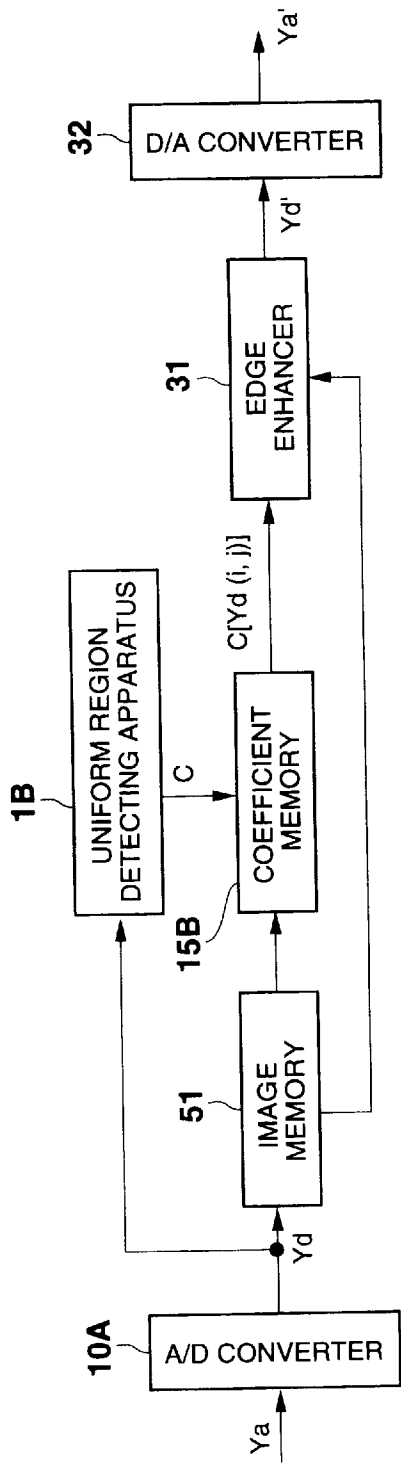 Ya
10A
A/D CONVERTER
Yd
51
IMAGE
MEMORY
1B
UNIFORM REGION
DETECTING APPARATUS
C
15B
COEFFICIENT
MEMORY
C[Yd (i, j)]
31
EDGE
ENHANCER
Yd'
32
D/A CONVERTER
Ya'